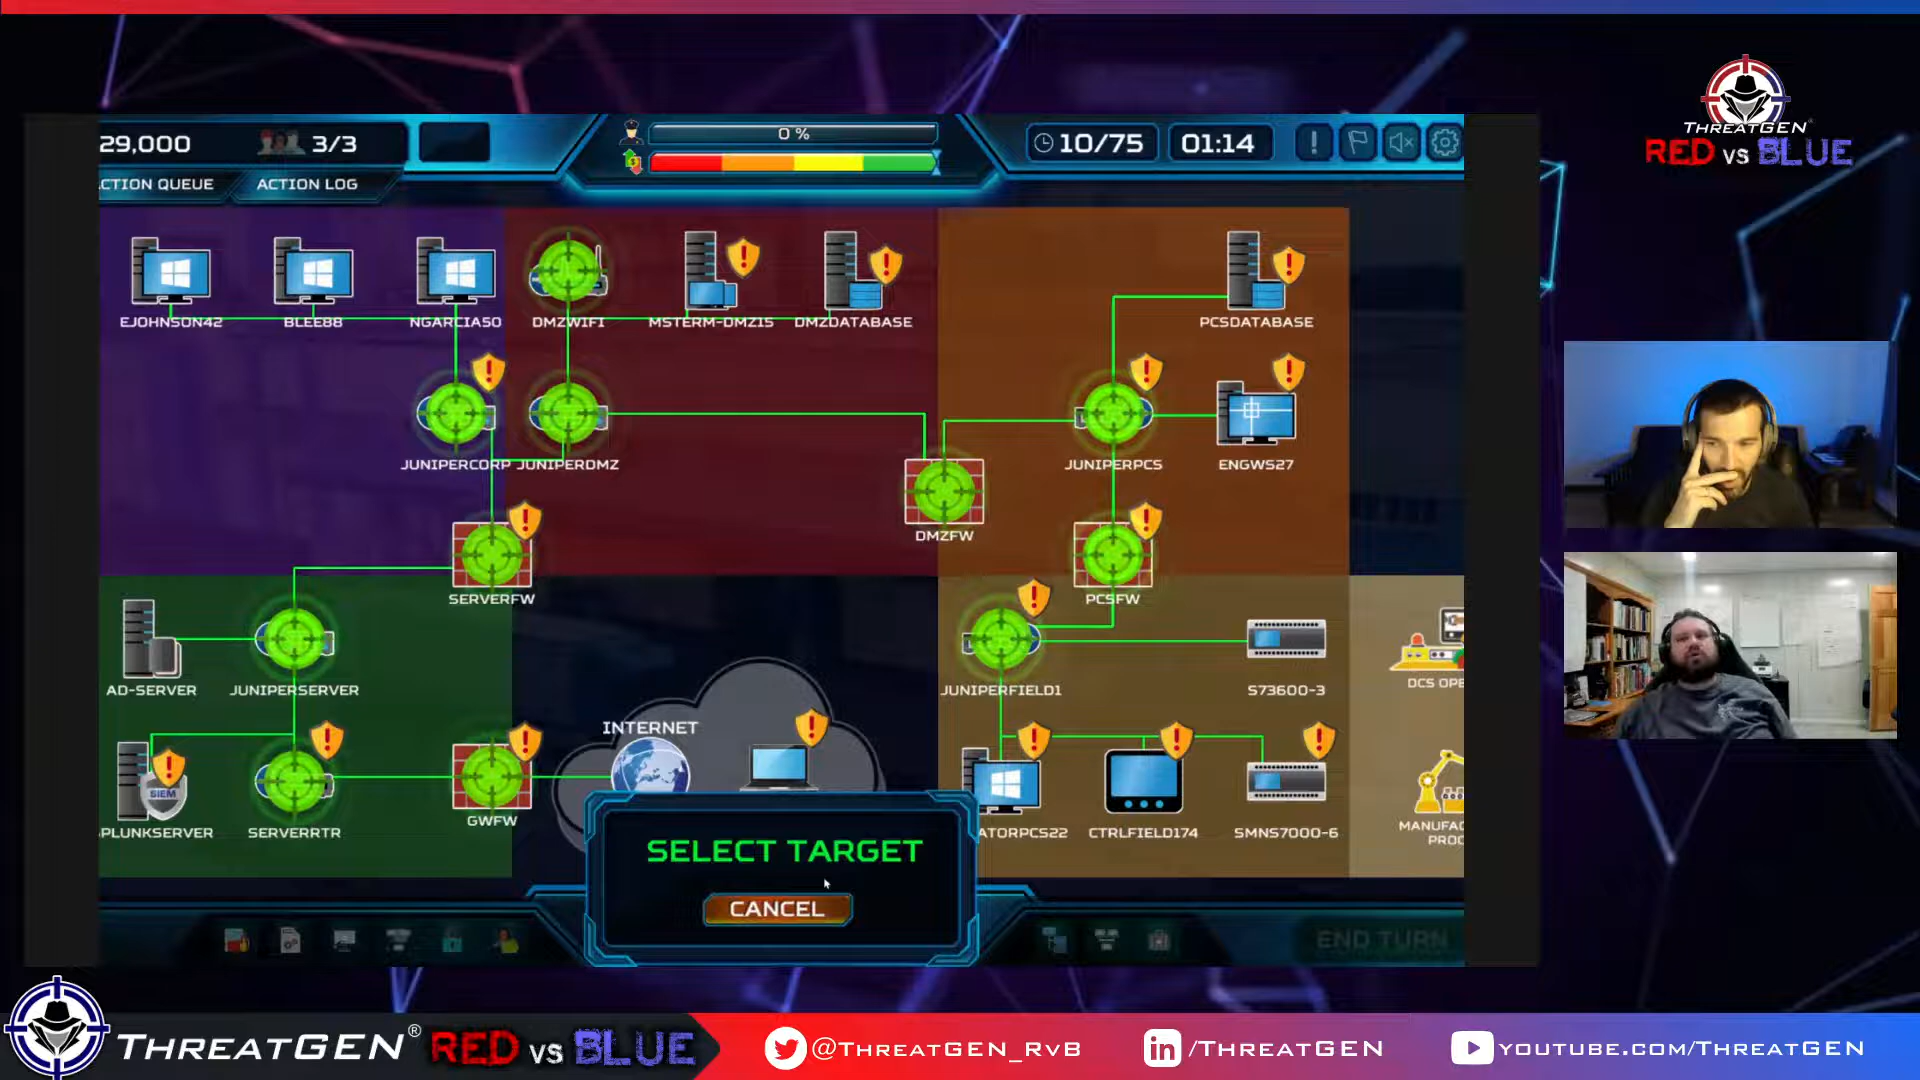 29,000
3/3
0 %
10/75
01:14
CTION QUEUE
ACTION LOG
THREATGEN®
RED VS BLUE
EJOHNSON42
BLEE88
NGARCIA50
DMZWIFI
MSTERM-DMZ15
DMZDATABASE
PCSDATABASE
JUNIPERCORP
JUNIPERDMZ
JUNIPERPCS
ENGWS27
DMZFW
SERVERFW
PCSFW
AD-SERVER
JUNIPERSERVER
JUNIPERFIELD1
S73600-3
DCS OPE
INTERNET
SIEM
PLUNKSERVER
SERVERRTR
GWFW
ATORPCS22
CTRLFIELD174
SMNS7000-6
MANUFAC
PROC
SELECT TARGET
CANCEL
END TURN
THREATGEN® RED VS BLUE
@THREATGEN_RVB
in /THREATGEN
YOUTUBE.COM/THREATGEN